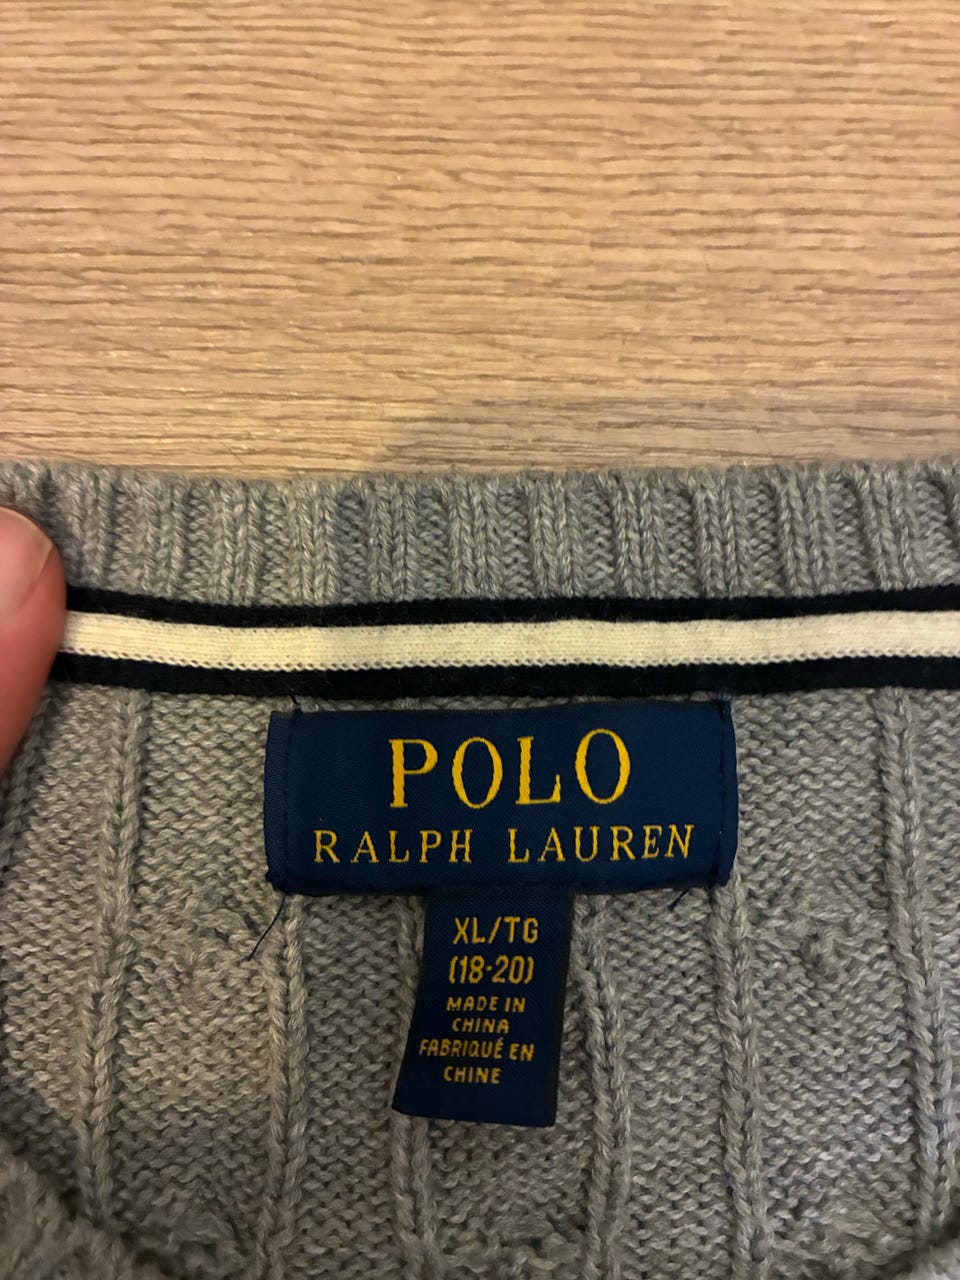 POLO
RALPH LAUREN
XL/TG
(18-20)
MADE IN
CHINA
FABRIQUÉ EN
CHINE